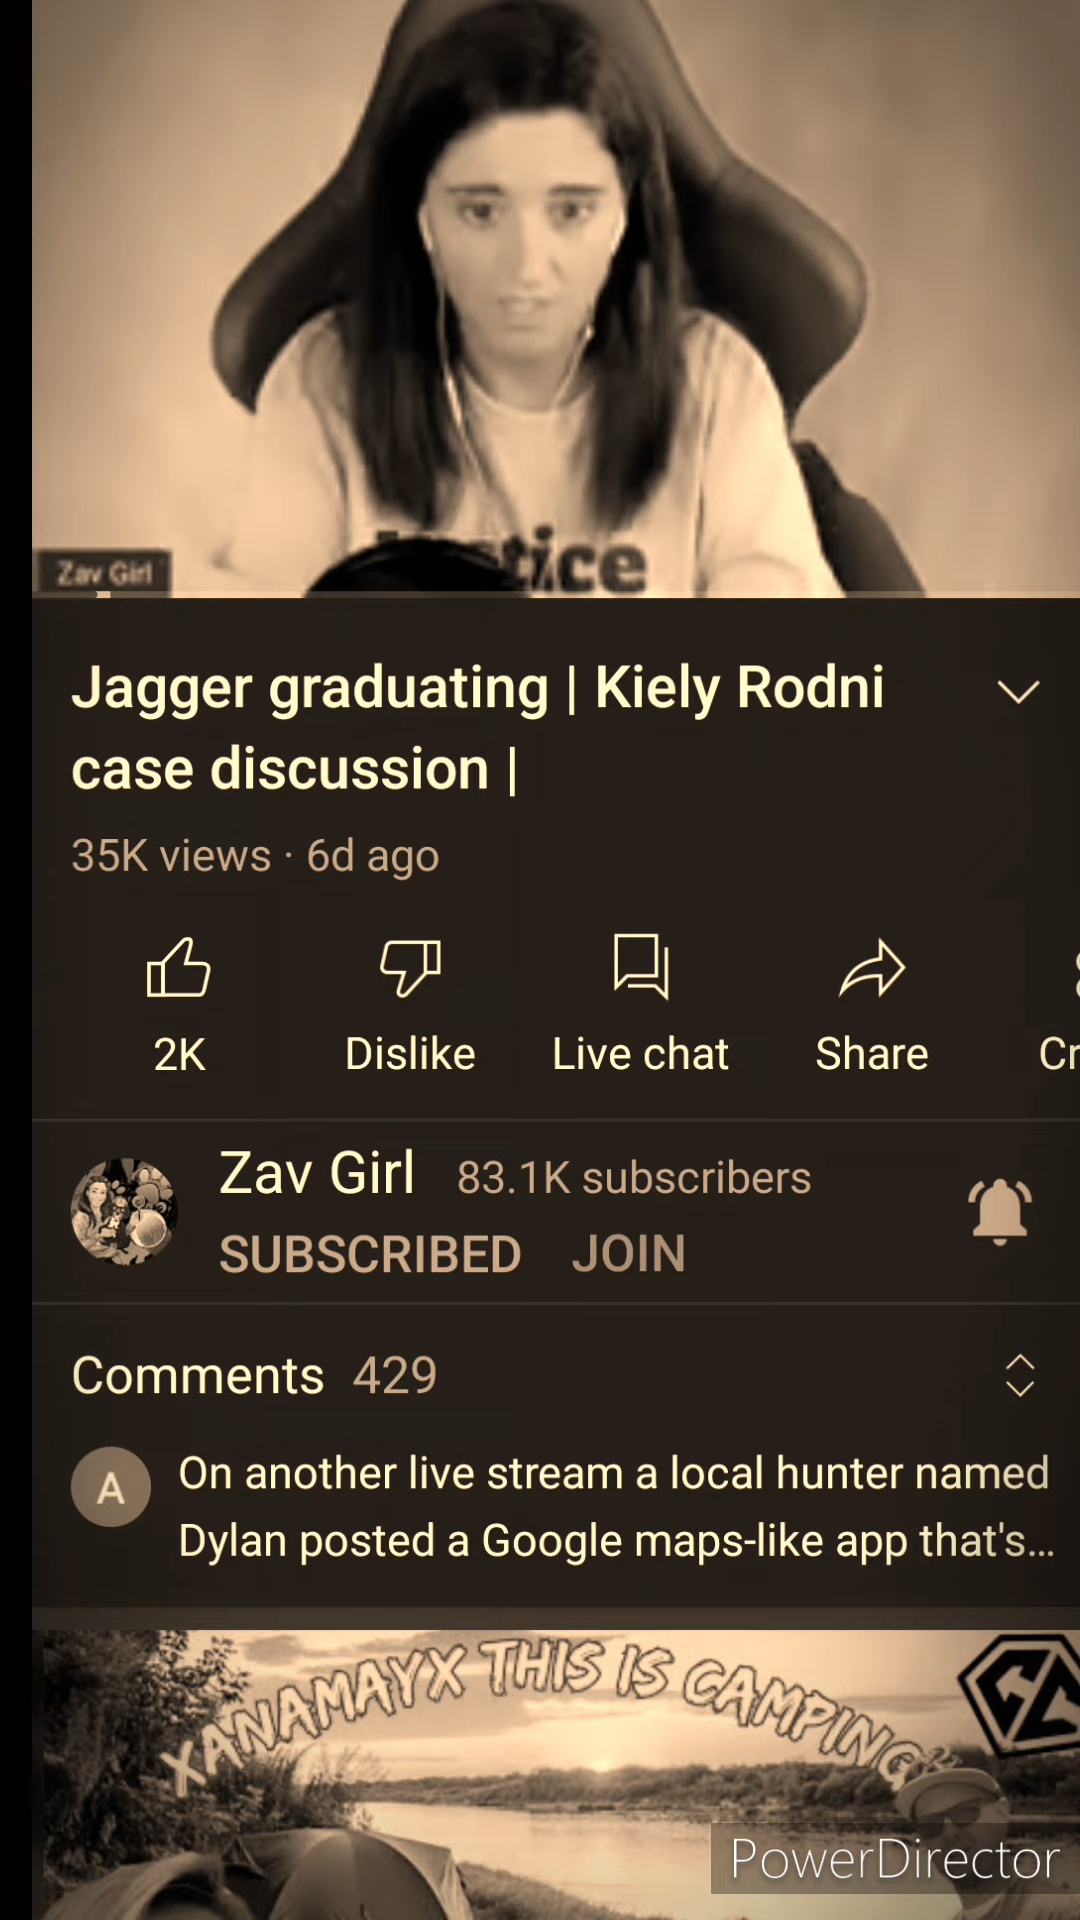 tice
Zav Girl
Jagger graduating | Kiely Rodni
case discussion |
35K views · 6d ago
2K
Dislike
Live chat
Share
Cr
Zav Girl 83.1K subscribers
SUBSCRIBED JOIN
Comments 429
A
On another live stream a local hunter named
Dylan posted a Google maps-like app that's...
XANAMAYX THIS IS CAMPING
PowerDirector